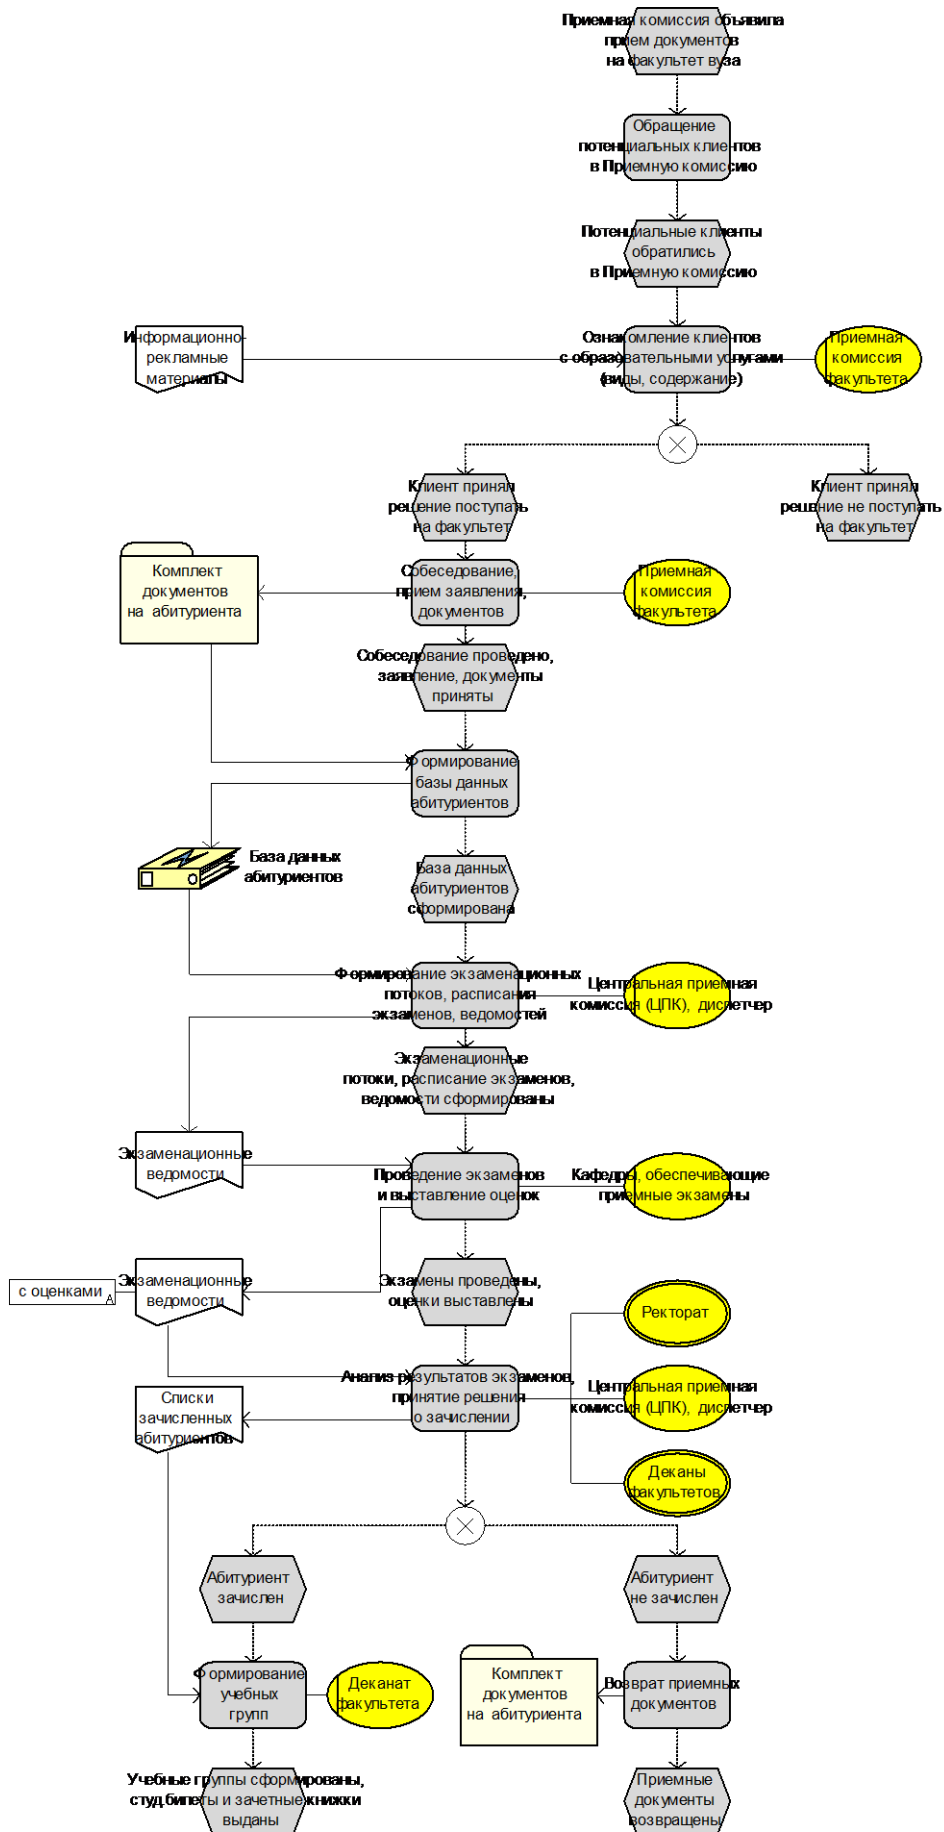 Приемная комиссия объявила
прием документов
на факультет вуза
Обращение
потенциальных клиентов
в Приемную комиссию
Потенциальные клиенты
обратились
в Приемную комиссию
Информационно-
рекламные
материалы
Ознакомление клиентов
с образовательными услугами
(виды, содержание)
Приемная
комиссия
факультета
Клиент принял
решение поступать
на факультет
Клиент принял
решение не поступать
на факультет
Комплект
документов
на абитуриента
Собеседование,
прием заявления,
документов
Приемная
комиссия
факультета
Собеседование проведено,
заявление, документы
приняты
Формирование
базы данных
абитуриентов
База данных
абитуриентов
База данных
абитуриентов
сформирована
Формирование экзаменационных
потоков, расписания
экзаменов, ведомостей
Центральная приемная
комиссия (ЦПК), диспетчер
Экзаменационные
потоки, расписание экзаменов,
ведомости сформированы
Экзаменационные
ведомости
Проведение экзаменов
и выставление оценок
Кафедры, обеспечивающие
приемные экзамены
с оценками
Экзаменационные
ведомости
Экзамены проведены,
оценки выставлены
Ректорат
Анализ результатов экзаменов,
принятие решения
о зачислении
Центральная приемная
комиссия (ЦПК), диспетчер
Списки
зачисленных
абитуриентов
Деканы
факультетов
Абитуриент
зачислен
Абитуриент
не зачислен
Формирование
учебных
групп
Деканат
факультета
Комплект
документов
на абитуриента
Возврат приемных
документов
Учебные группы сформированы,
студ.билеты и зачетные книжки
выданы
Приемные
документы
возвращены